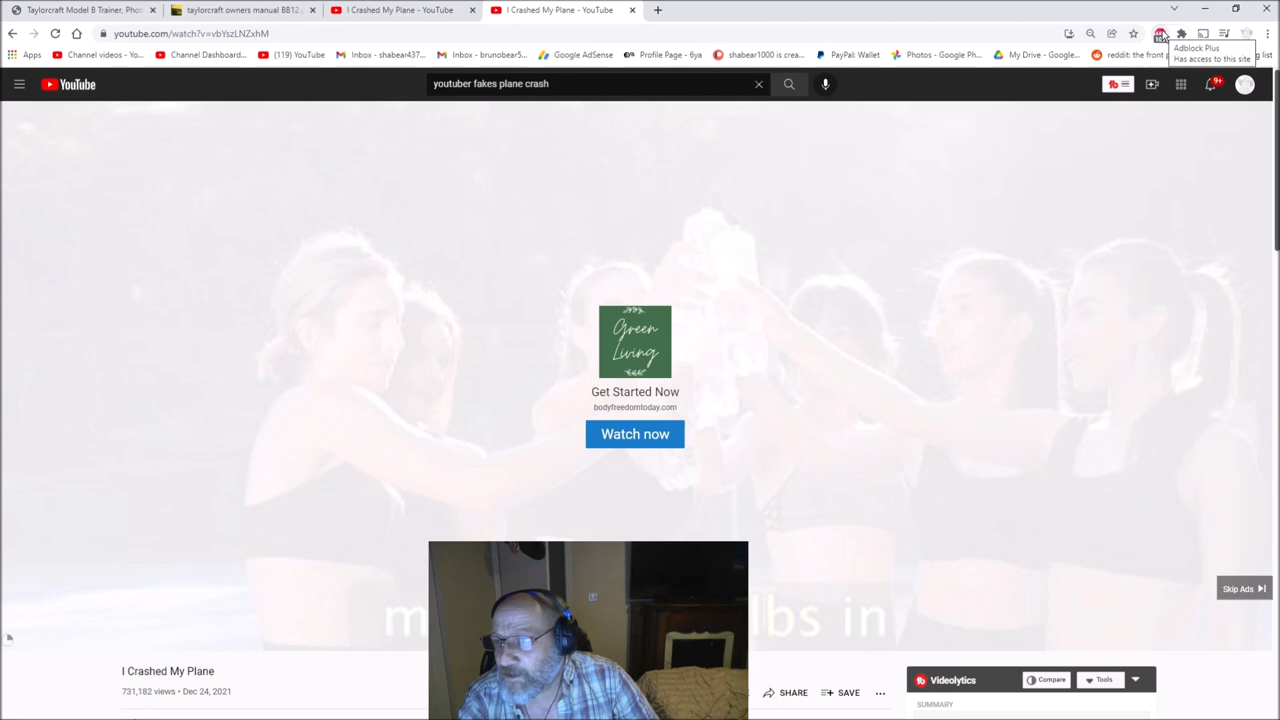 Taylorcraft Model B Trainer, Phot
taylorcraft owners manual BB12.
I Crashed My Plane - YouTube
I Crashed My Plane - YouTube
youtube.com/watch?v=vbYszLNZxhM
Adblock Plus
Has access to this site
Apps
Channel videos - Yo...
Channel Dashboard...
(119) YouTube
Inbox - shabear437...
Inbox - brunobear5...
Google AdSense
Profile Page - 6ya
shabear1000 is crea...
PayPal: Wallet
Photos - Google Ph...
My Drive - Google...
reddit: the front p
list
YouTube
youtuber fakes plane crash
9+
Green
Living
Get Started Now
bodyfreedomtoday.com
Watch now
Skip Ads
lbs in
I Crashed My Plane
731,182 views • Dec 24, 2021
SHARE
SAVE
Videolytics
Compare
Tools
SUMMARY